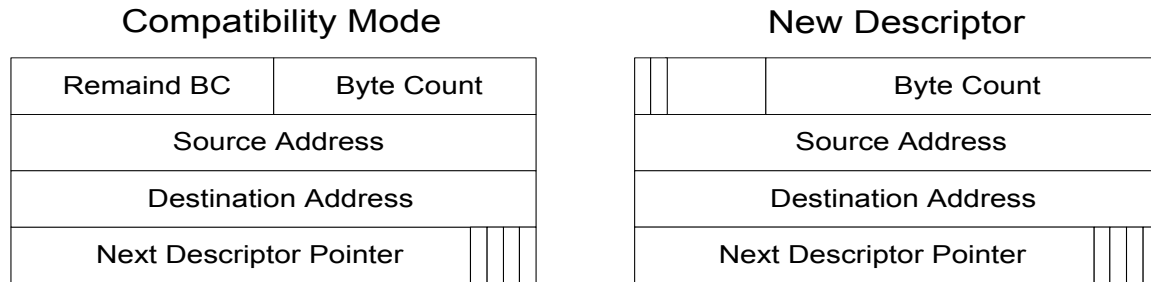 Compatibility Mode
New Descriptor
Remaind BC
Byte Count
Byte Count
Source Address
Source Address
Destination Address
Destination Address
Next Descriptor Pointer
Next Descriptor Pointer